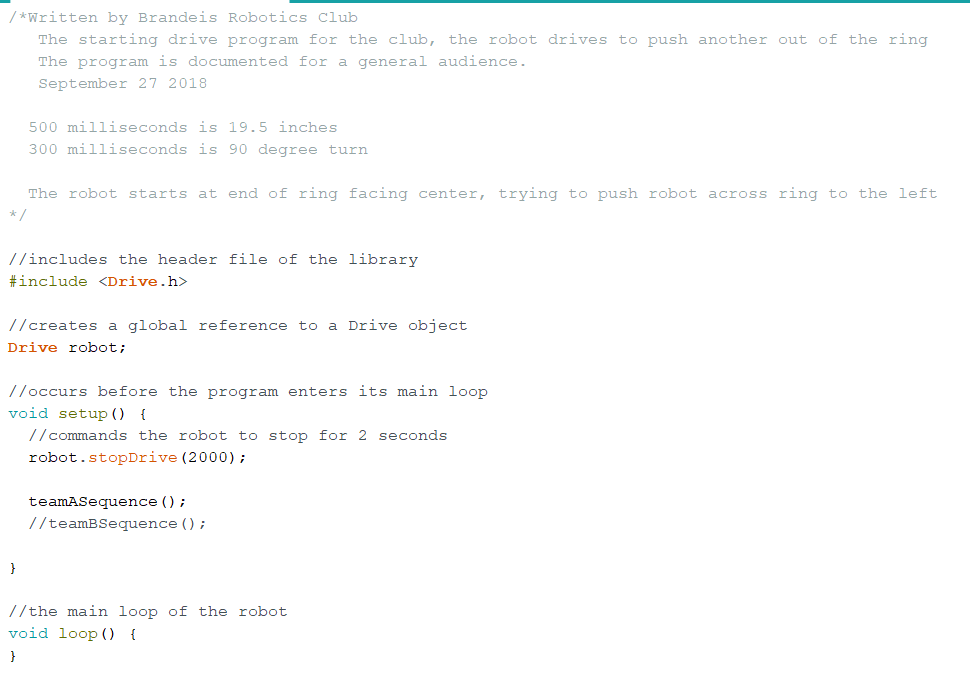 /*Written by Brandeis Robotics Club
The starting drive program for the club, the robot drives to push another out of the ring
The program is documented for a general audience.
September 27 2018
500 milliseconds is 19.5 inches
300 milliseconds is 90 degree turn
The robot starts at end of ring facing center, trying to push robot across ring to the left
*/
//includes the header file of the library
#include <Drive.h>
//creates a global reference to a Drive object
Drive robot;
//occurs before the program enters its main loop
void setup() {
//commands the robot to stop for 2 seconds
robot.stopDrive(2000);
teamASequence();
//teamBSequence();
}
//the main loop of the robot
void loop() {
}